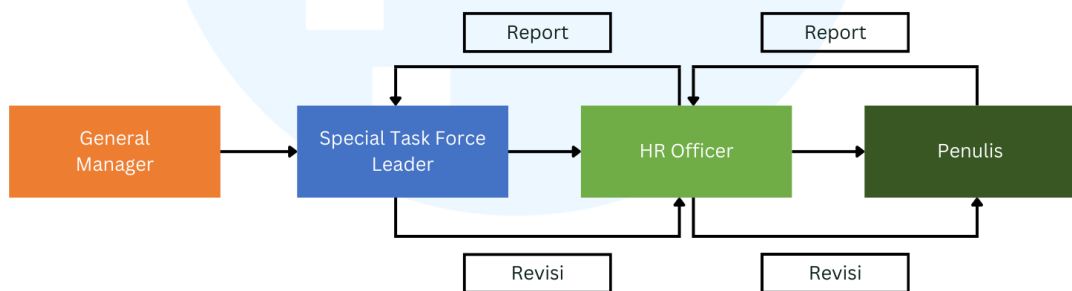 Report
Report
General
Manager
Special Task Force
Leader
HR Officer
Penulis
Revisi
Revisi